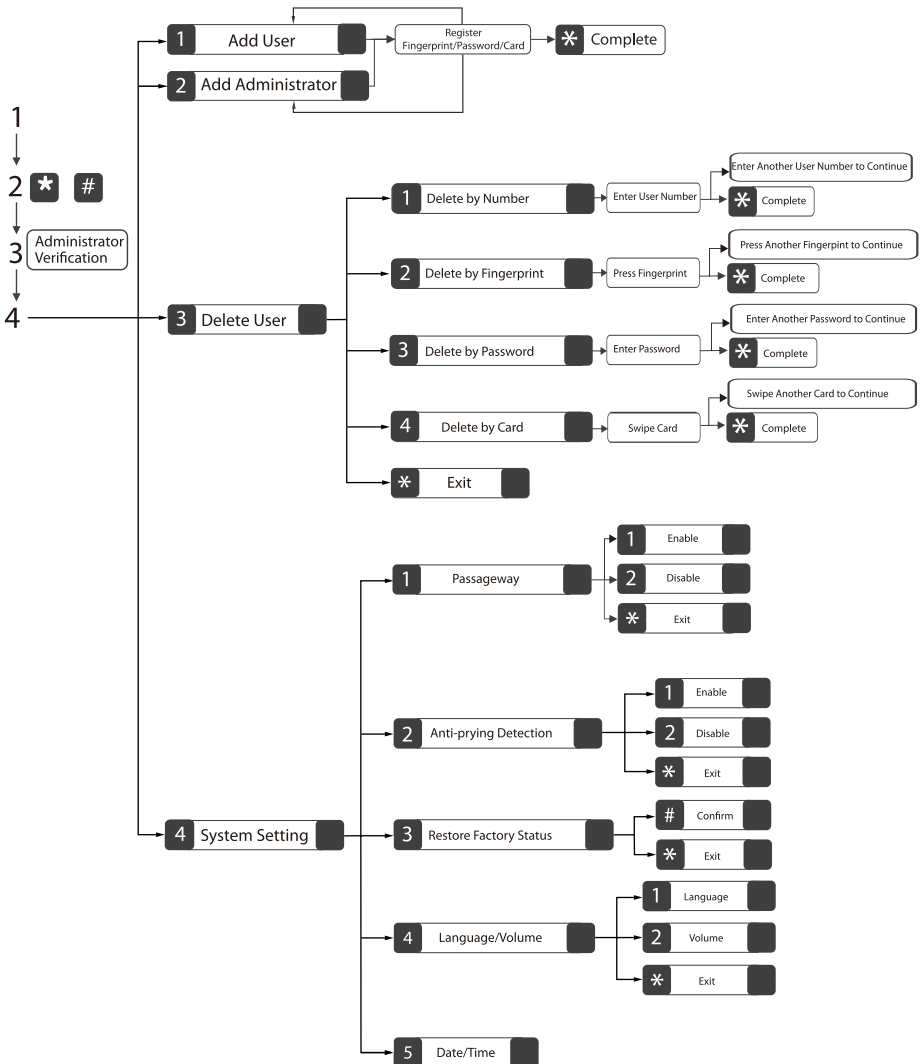 1 Add User
Register
Fingerprint/Password/Card
* Complete
2 Add Administrator
1
2 * #
3 Administrator
Verification
4
3 Delete User
1 Delete by Number
Enter User Number
Enter Another User Number to Continue
* Complete
2 Delete by Fingerprint
Press Fingerprint
Press Another Fingerpint to Continue
* Complete
3 Delete by Password
Enter Password
Enter Another Password to Continue
* Complete
4 Delete by Card
Swipe Card
Swipe Another Card to Continue
* Complete
* Exit
4 System Setting
1 Passageway
1 Enable
2 Disable
* Exit
2 Anti-prying Detection
1 Enable
2 Disable
* Exit
3 Restore Factory Status
# Confirm
* Exit
4 Language/Volume
1 Language
2 Volume
* Exit
5 Date/Time